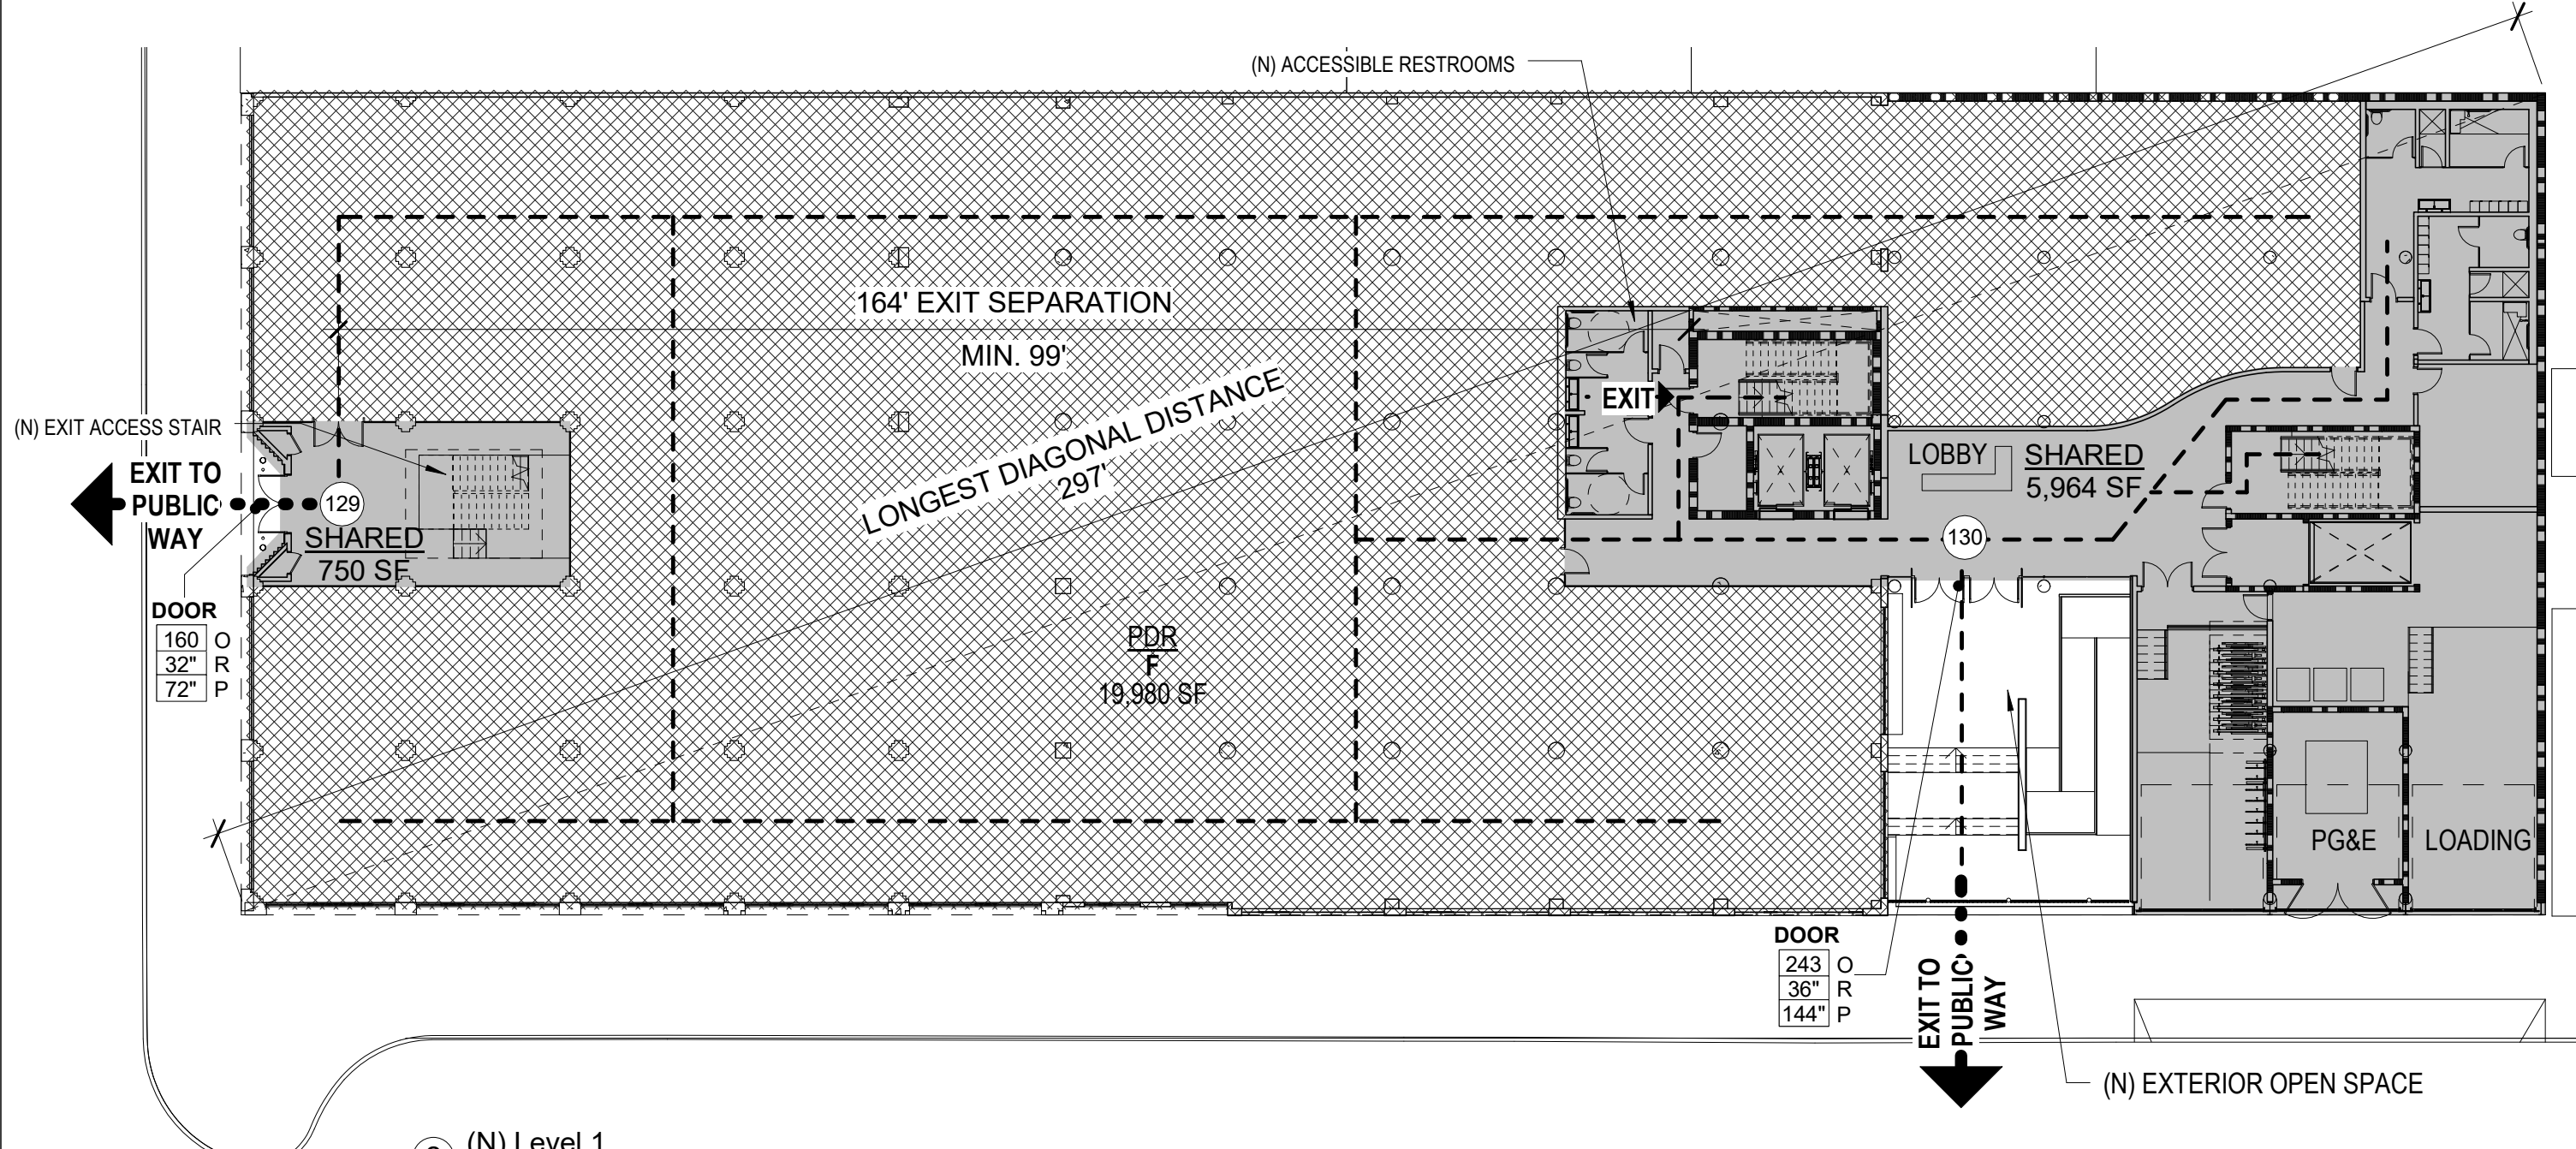 (N) ACCESSIBLE RESTROOMS
164' EXIT SEPARATION
MIN. 99'
LONGEST DIAGONAL DISTANCE
297'
EXIT
(N) EXIT ACCESS STAIR
EXIT TO
PUBLIC
WAY
129
SHARED
750 SF
LOBBY
SHARED
5,964 SF
130
DOOR
160 O
32" R
72" P
PDR
F
19,980 SF
PG&E
LOADING
DOOR
243 O
36" R
144" P
EXIT TO
PUBLIC
WAY
(N) EXTERIOR OPEN SPACE
(N) Level 1